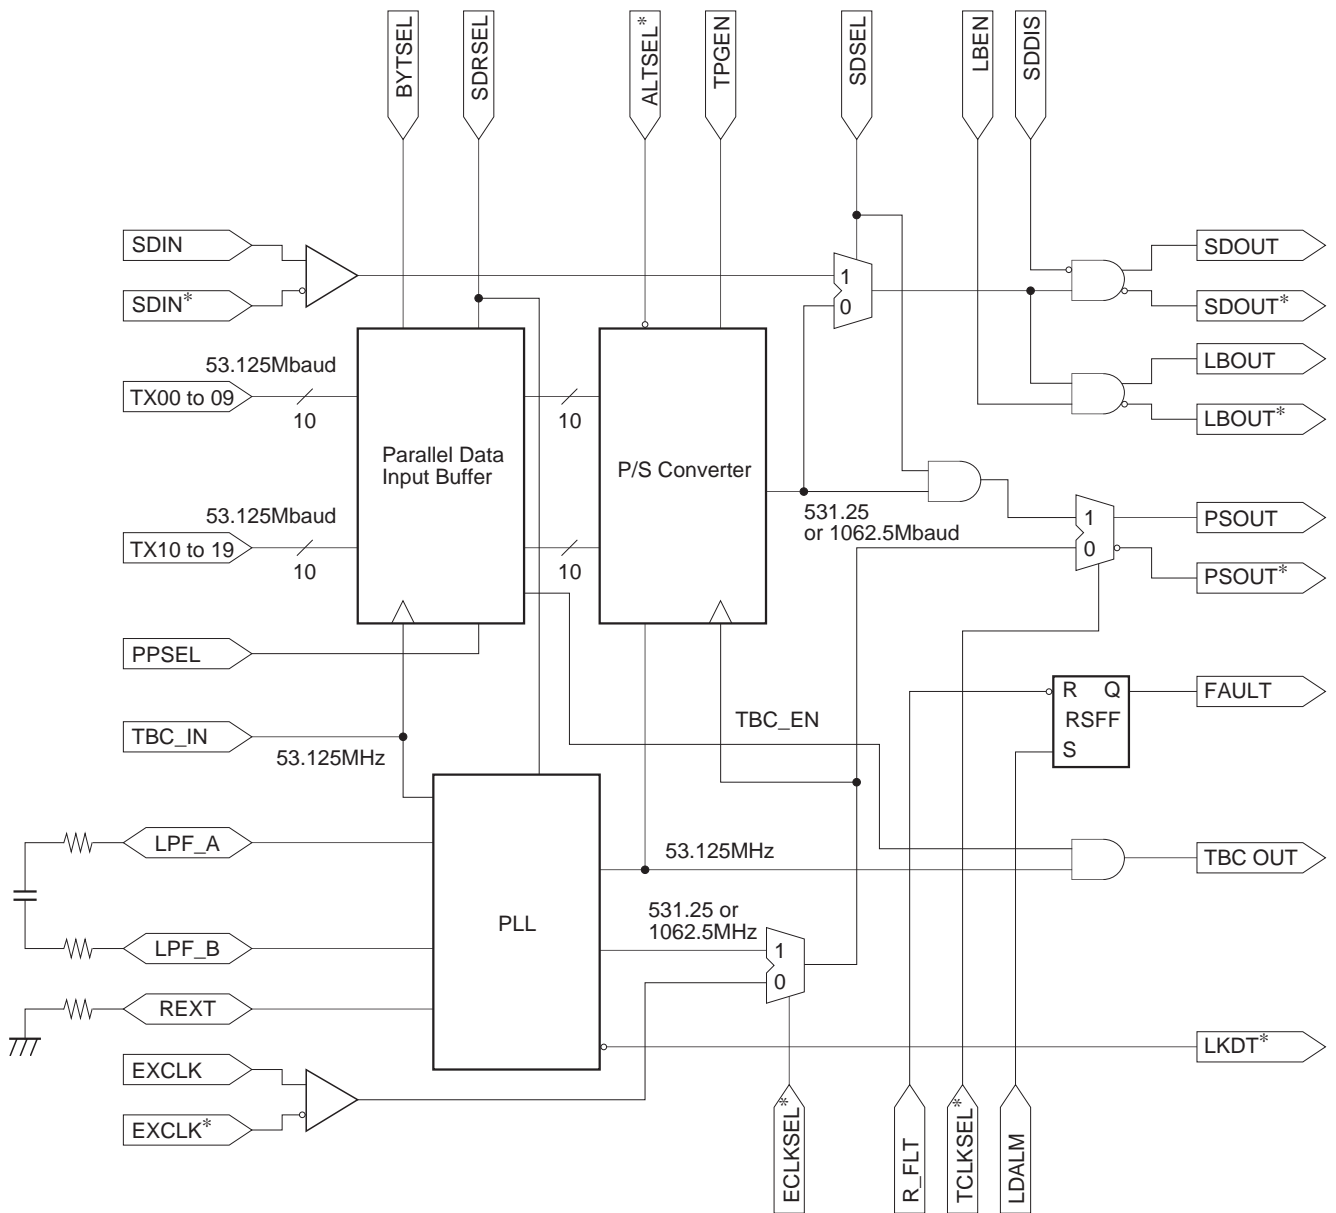 BYTSEL
SDRSEL
ALTSEL*
TPGEN
SDSEL
LBEN
SDDIS
SDIN
SDIN*
1
0
SDOUT
SDOUT*
53.125Mbaud
TX00 to 09
10
10
LBOUT
LBOUT*
Parallel Data
Input Buffer
P/S Converter
53.125Mbaud
TX10 to 19
10
10
531.25
or 1062.5Mbaud
1
0
PSOUT
PSOUT*
PPSEL
TBC_IN
53.125MHz
TBC_EN
R Q
RSFF
S
FAULT
LPF_A
53.125MHz
TBC OUT
PLL
531.25 or
1062.5MHz
1
0
LPF_B
REXT
LKDT*
EXCLK
EXCLK*
ECLKSEL*
R_FLT
TCLKSEL*
LDALM